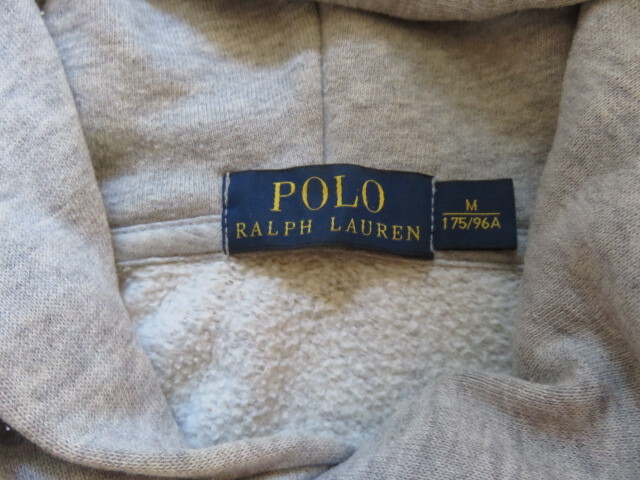 POLO
RALPH LAUREN
M
175/96A